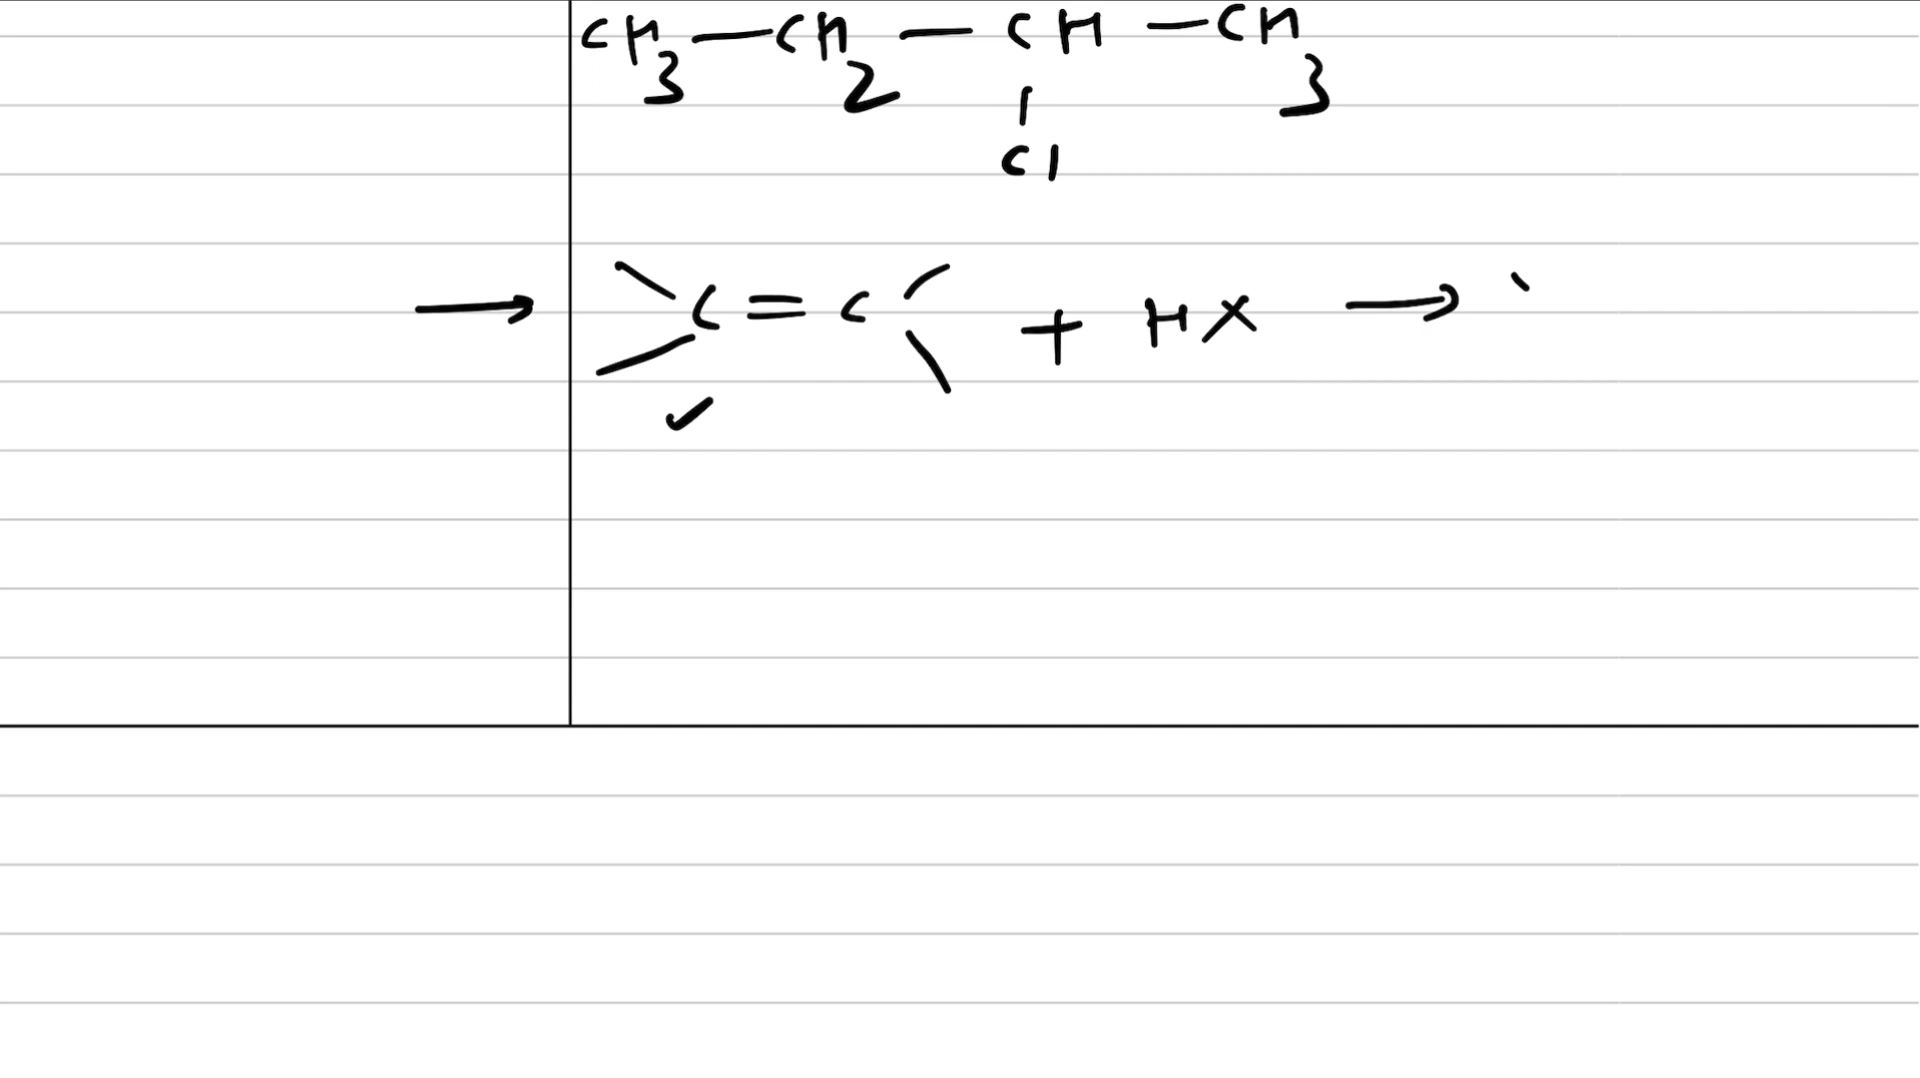 CH3—CH2—CH—CH3
|
Cl
→ >C=C< + HX →